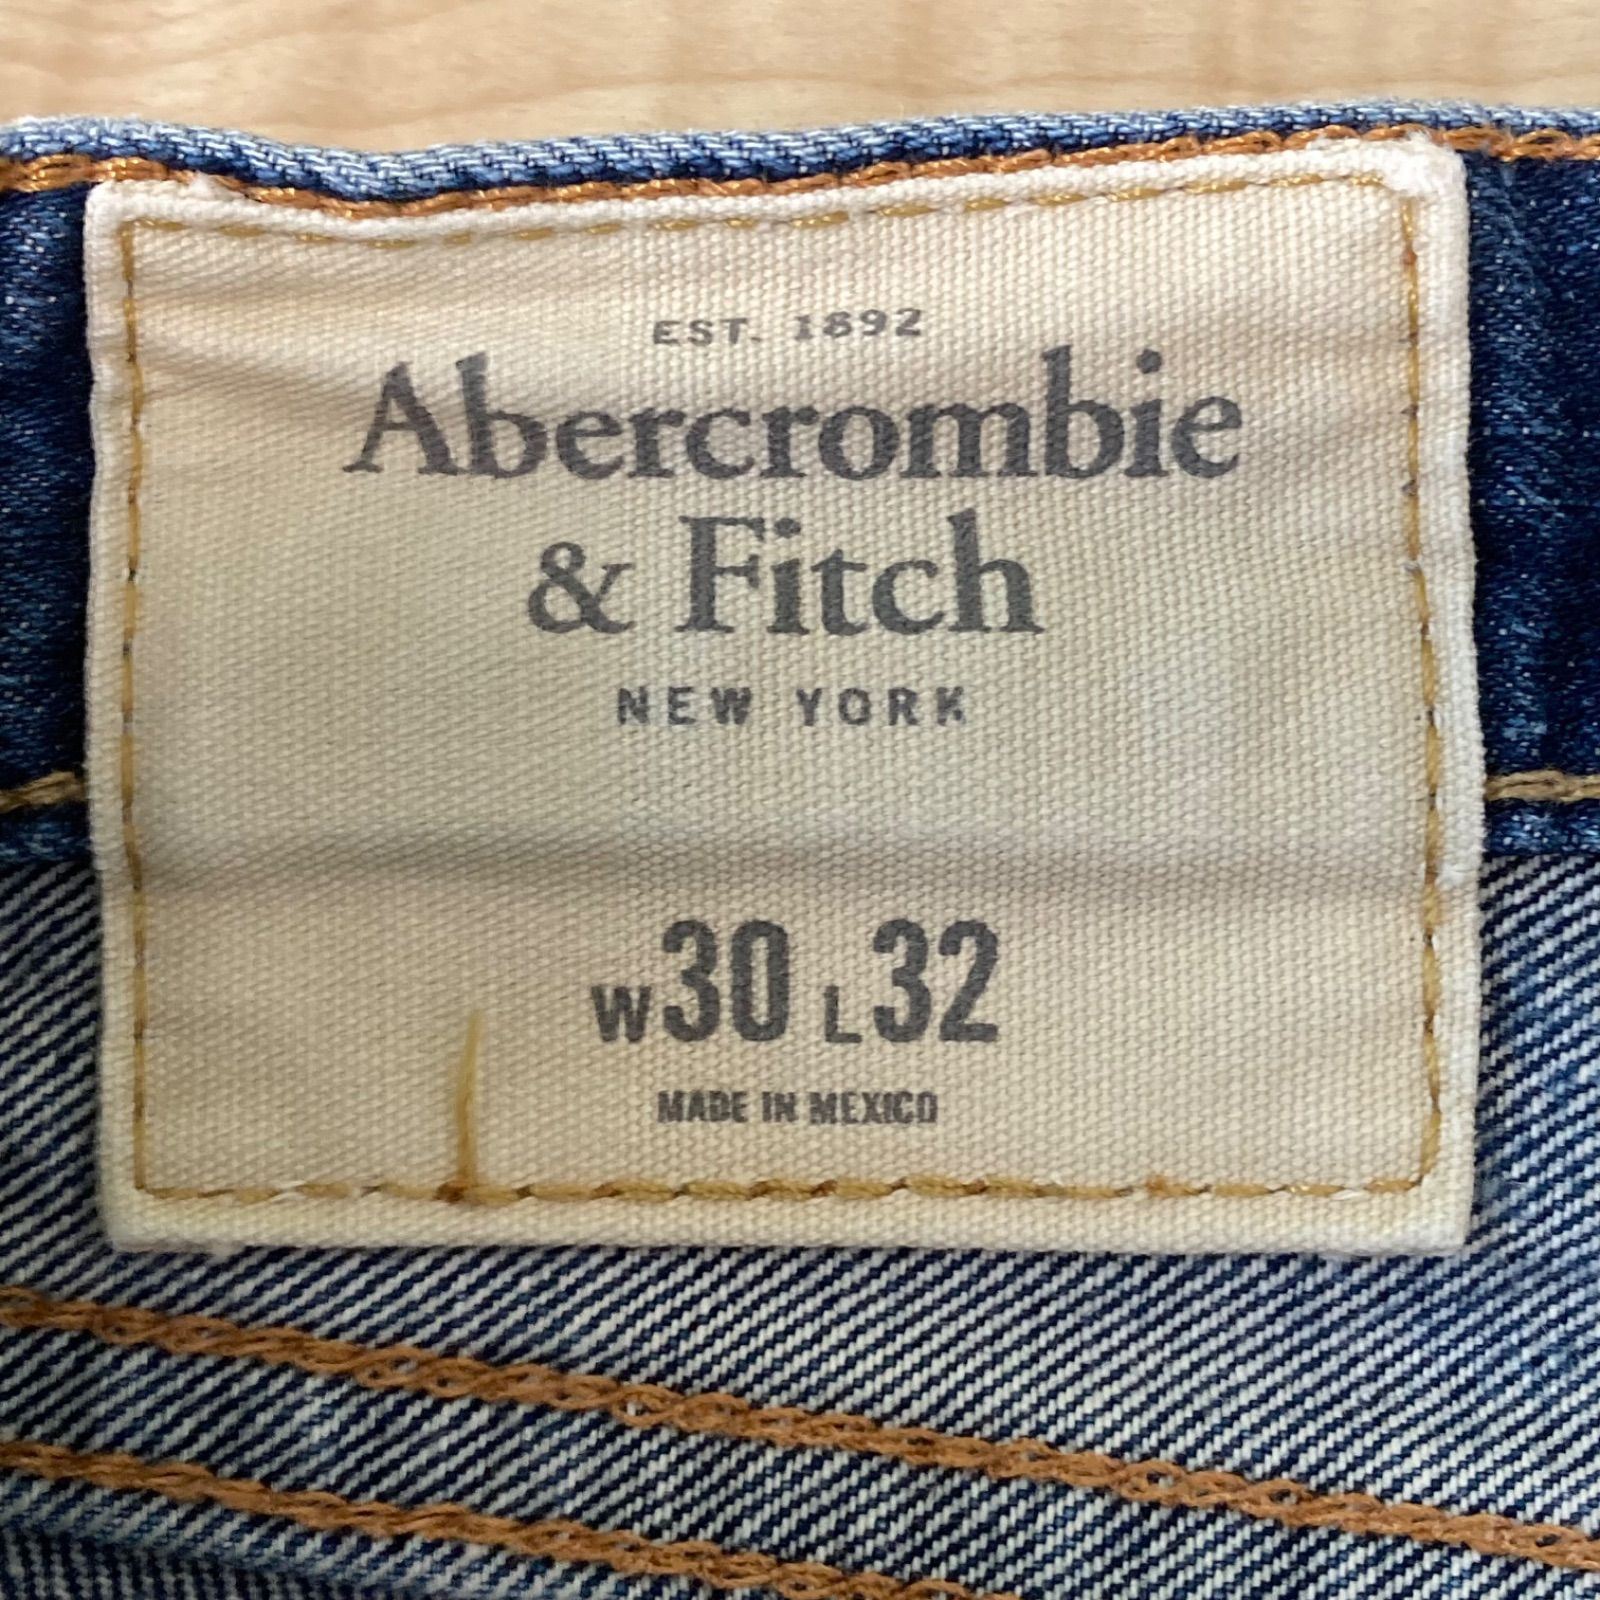 EST. 1892
Abercrombie
& Fitch
NEW YORK
W30 L32
MADE IN MEXICO